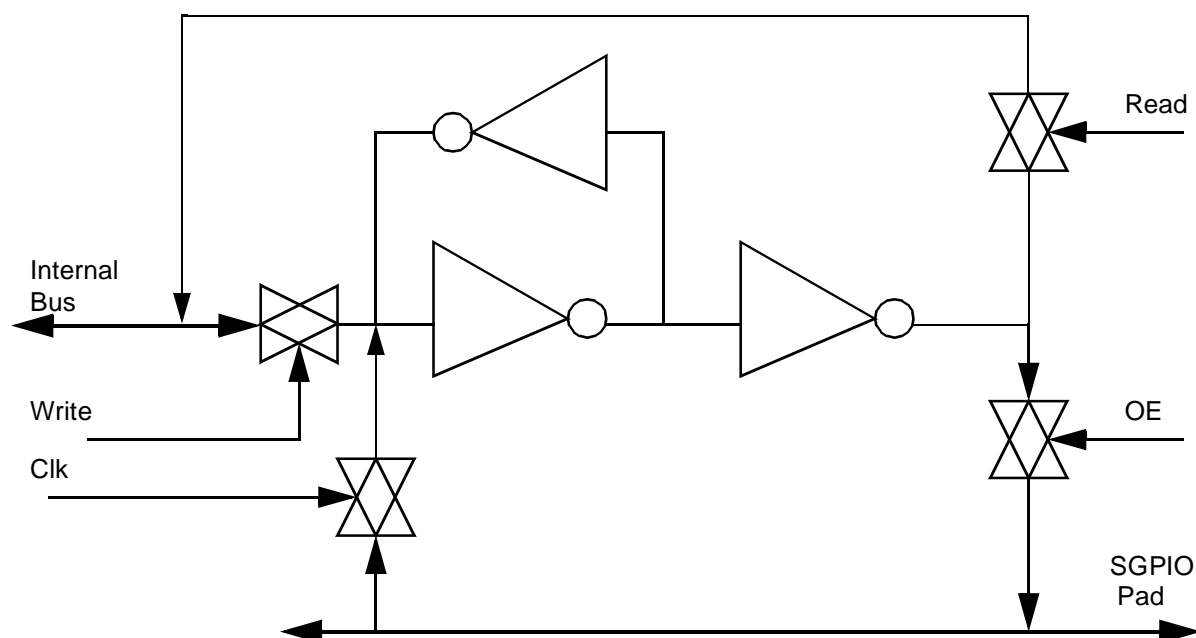 Read
Internal
Bus
Write
OE
Clk
SGPIO
Pad